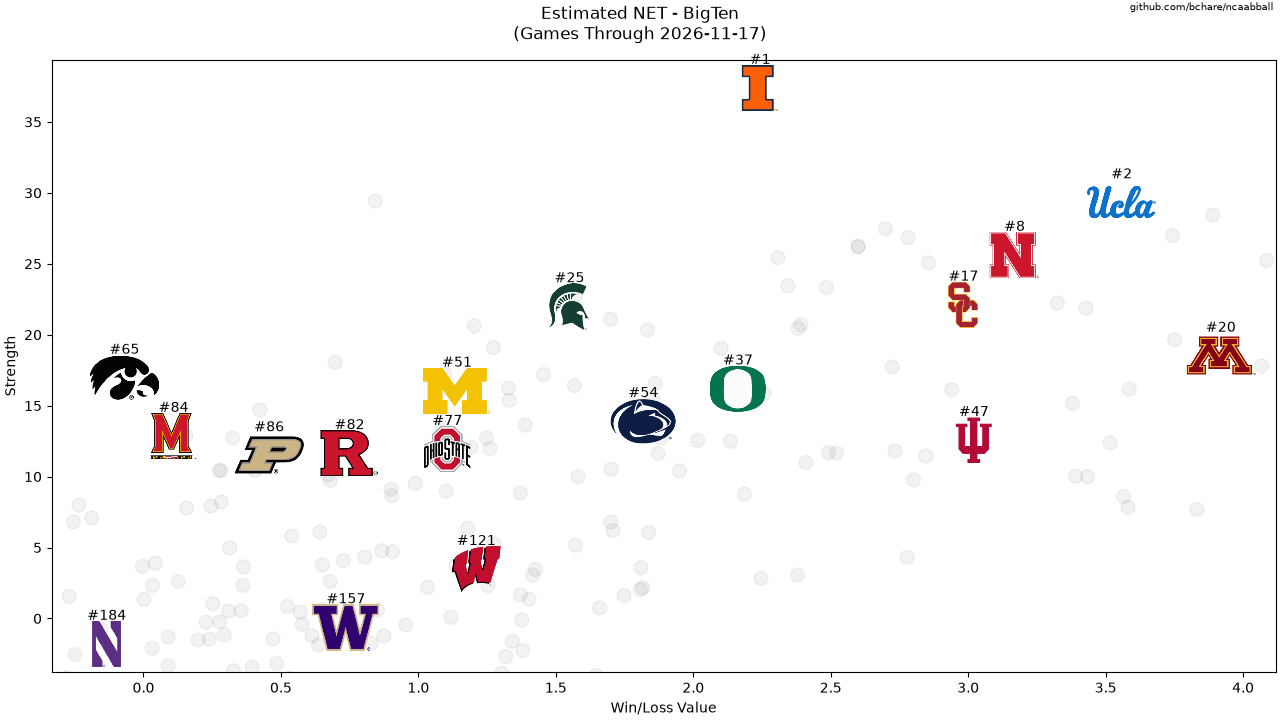 github.com/bchare/ncaabball
Estimated NET - BigTen
(Games Through 2026-11-17)
#1
#2
#8
#17
#25
#20
#65
#51
#37
#54
#84
#86
#82
#77
#47
#121
#157
#184
Ucla
SC
OHIO STATE
Strength
35
30
25
20
15
10
5
0
0.0 0.5 1.0 1.5 2.0 2.5 3.0 3.5 4.0
Win/Loss Value